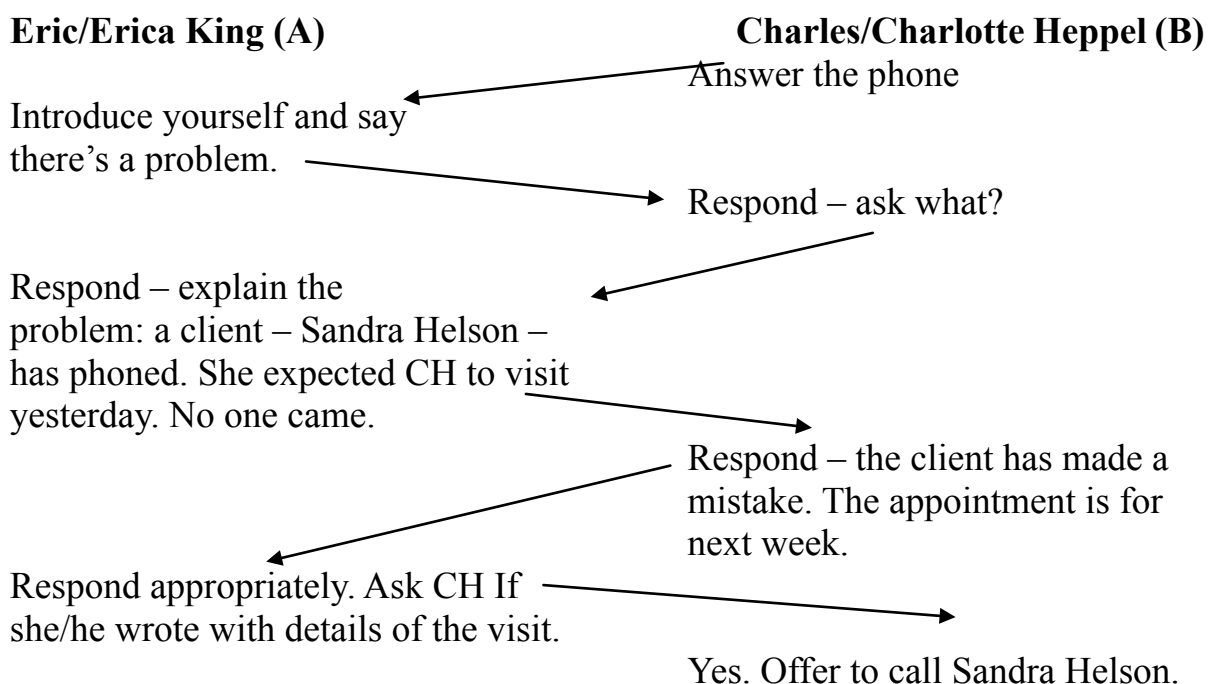 Eric/Erica King (A)
Charles/Charlotte Heppel (B)
Answer the phone
Introduce yourself and say
there’s a problem.
Respond – ask what?
Respond – explain the
problem: a client – Sandra Helson –
has phoned. She expected CH to visit
yesterday. No one came.
Respond – the client has made a
mistake. The appointment is for
next week.
Respond appropriately. Ask CH If
she/he wrote with details of the visit.
Yes. Offer to call Sandra Helson.